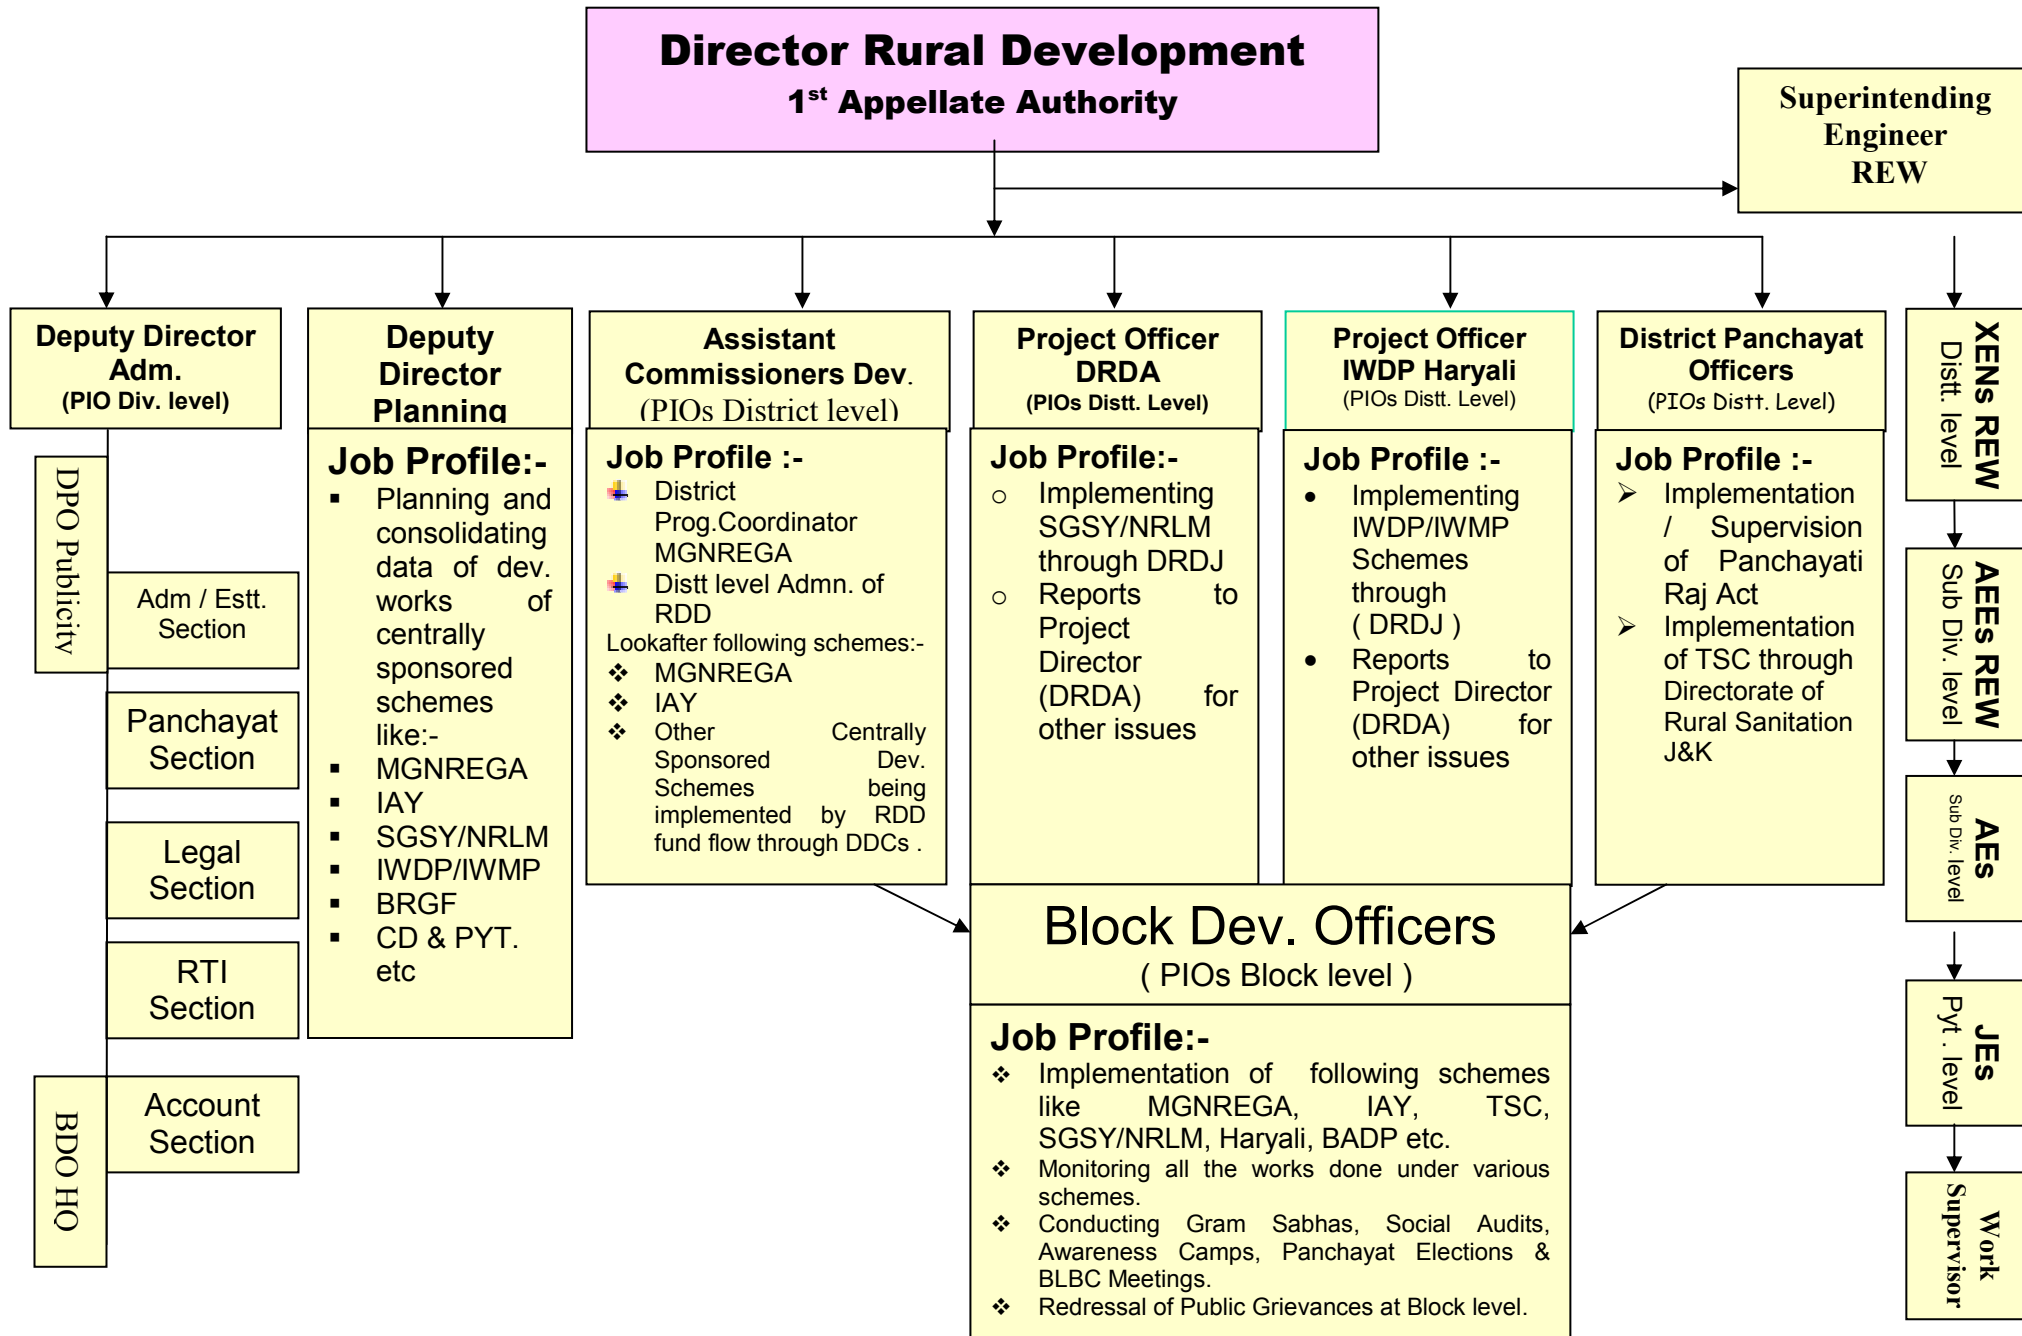 Director Rural Development
1st Appellate Authority
Superintending
Engineer
REW
Deputy Director
Adm.
(PIO Div. level)
DPO Publicity
Adm / Estt.
Section
Panchayat
Section
Legal
Section
RTI
Section
Account
Section
BDO HQ
Deputy
Director
Planning
Job Profile:-
▪ Planning and
consolidating
data of dev.
works of
centrally
sponsored
schemes
like:-
▪ MGNREGA
▪ IAY
▪ SGSY/NRLM
▪ IWDP/IWMP
▪ BRGF
▪ CD & PYT.
etc
Assistant
Commissioners Dev.
(PIOs District level)
Job Profile :-
District
Prog.Coordinator
MGNREGA
Distt level Admn. of
RDD
Lookafter following schemes:-
❖ MGNREGA
❖ IAY
❖ Other Centrally
Sponsored Dev.
Schemes being
implemented by RDD
fund flow through DDCs .
Project Officer
DRDA
(PIOs Distt. Level)
Job Profile:-
o Implementing
SGSY/NRLM
through DRDJ
o Reports to
Project
Director
(DRDA) for
other issues
Project Officer
IWDP Haryali
(PIOs Distt. Level)
Job Profile :-
• Implementing
IWDP/IWMP
Schemes
through
( DRDJ )
• Reports to
Project Director
(DRDA) for
other issues
District Panchayat
Officers
(PIOs Distt. Level)
Job Profile :-
➢ Implementation
/ Supervision
of Panchayati
Raj Act
➢ Implementation
of TSC through
Directorate of
Rural Sanitation
J&K
Block Dev. Officers
( PIOs Block level )
Job Profile:-
❖ Implementation of following schemes
like MGNREGA, IAY, TSC,
SGSY/NRLM, Haryali, BADP etc.
❖ Monitoring all the works done under various
schemes.
❖ Conducting Gram Sabhas, Social Audits,
Awareness Camps, Panchayat Elections &
BLBC Meetings.
❖ Redressal of Public Grievances at Block level.
XENs REW
Distt. level
AEEs REW
Sub Div. level
AEs
Sub Div. level
JEs
Pyt . level
Work
Supervisor